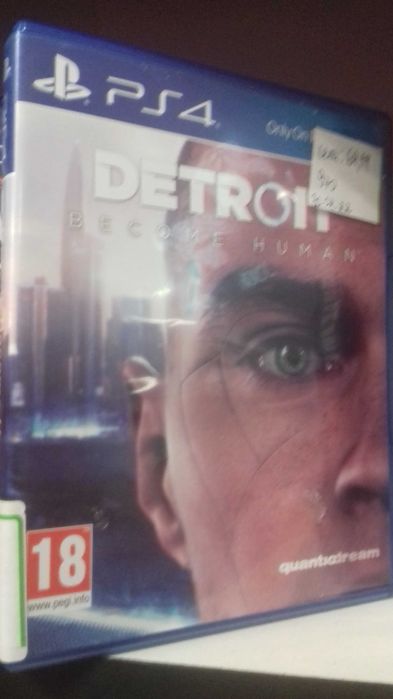 PS4
Only On
DETROIT
BECOME HUMAN
18
www.pegi.info
quanticdream